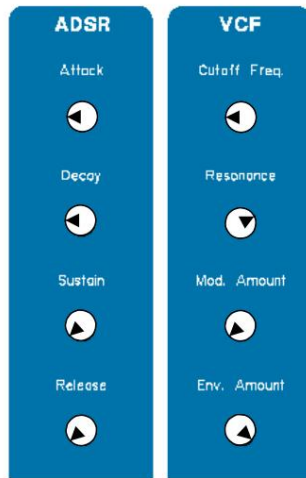 ADSR
Attack
Decay
Sustain
Release
VCF
Cutoff Freq.
Resonance
Mod. Amount
Env. Amount